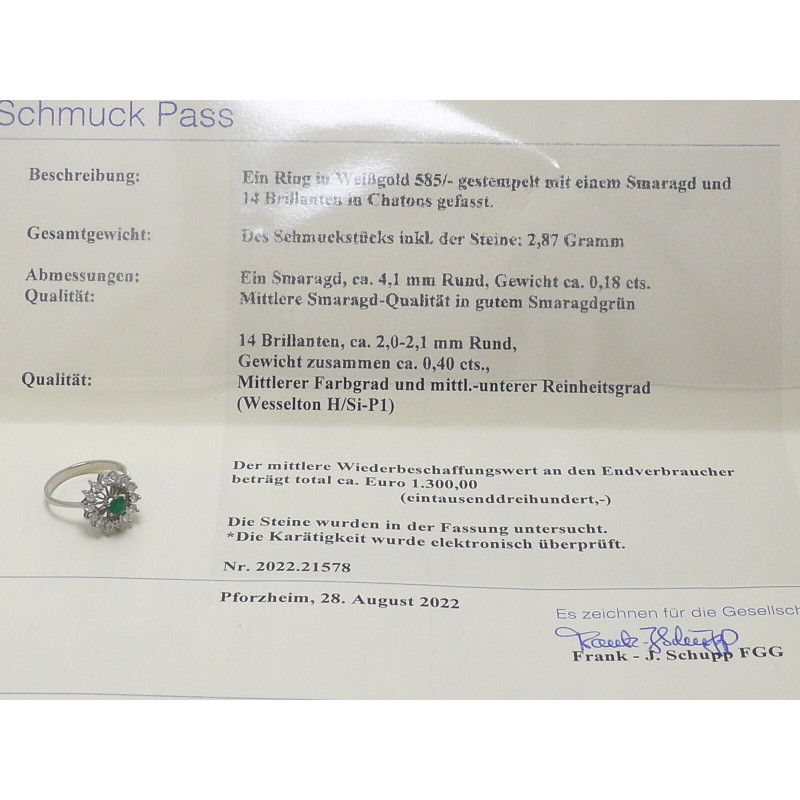 Schmuck Pass
Beschreibung: Ein Ring in Weißgold 585/- gestempelt mit einem Smaragd und
14 Brillanten in Chatons gefasst.
Gesamtgewicht: Des Schmuckstücks inkl. der Steine: 2,87 Gramm
Abmessungen: Ein Smaragd, ca. 4,1 mm Rund, Gewicht ca. 0,18 cts.
Qualität: Mittlere Smaragd-Qualität in gutem Smaragdgrün
14 Brillanten, ca. 2,0-2,1 mm Rund,
Gewicht zusammen ca. 0,40 cts.,
Qualität: Mittlerer Farbgrad und mittl.-unterer Reinheitsgrad
(Wesselton H/Si-P1)
Der mittlere Wiederbeschaffungswert an den Endverbraucher
beträgt total ca. Euro 1.300,00
(eintausenddreihundert,-)
Die Steine wurden in der Fassung untersucht.
*Die Karätigkeit wurde elektronisch überprüft.
Nr. 2022.21578
Pforzheim, 28. August 2022
Es zeichnen für die Gesellsch
Frank-J Schupp
Frank - J. Schupp FGG